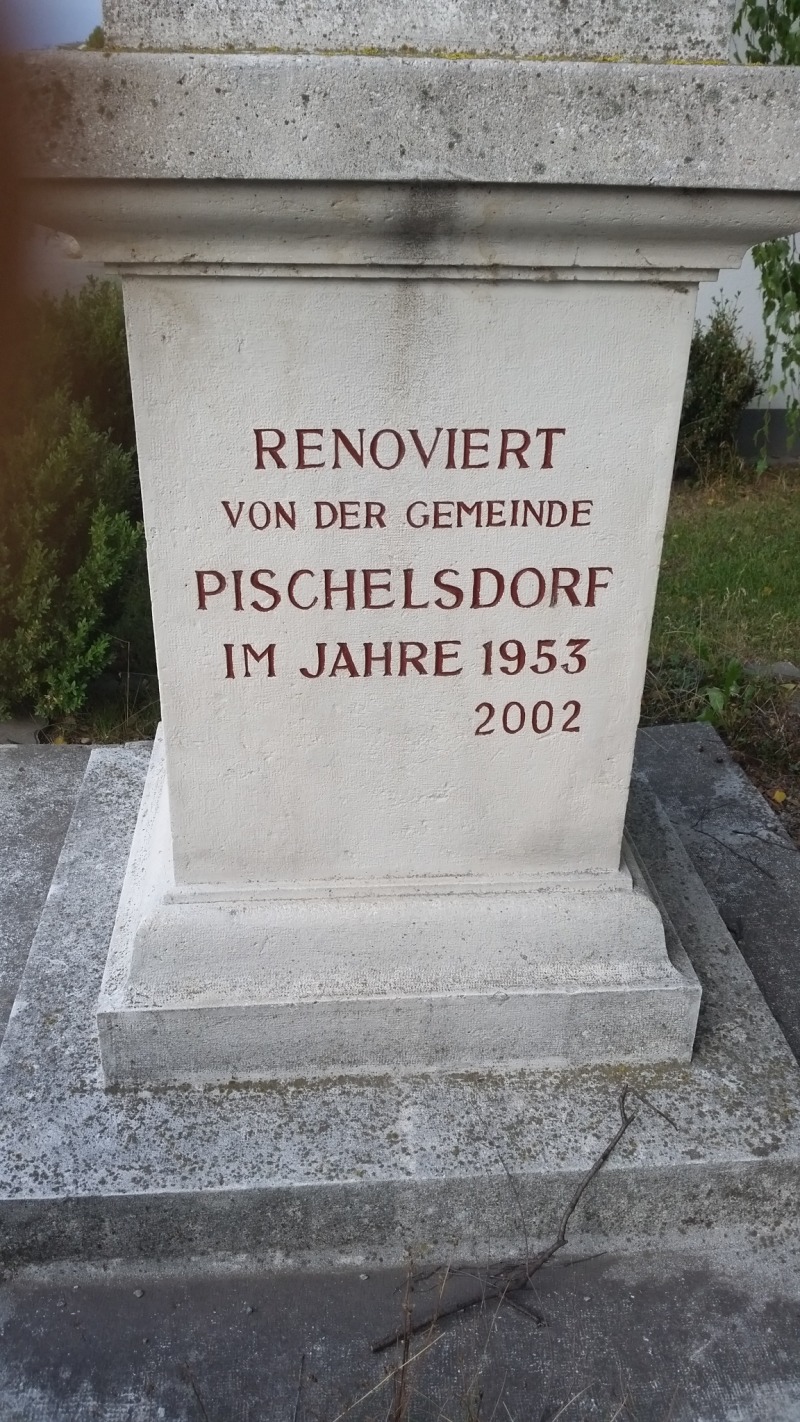 RENOVIERT
VON DER GEMEINDE
PISCHELSDORF
IM JAHRE 1953
2002